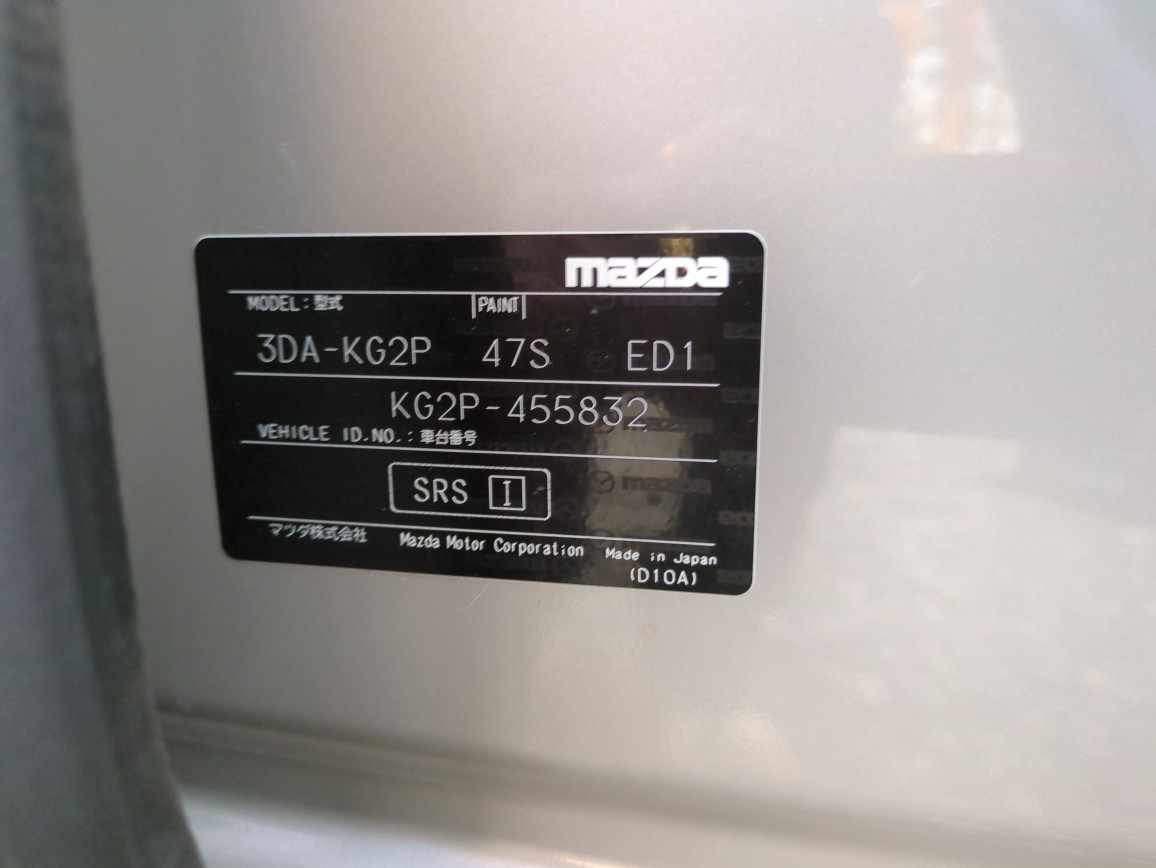 mazda
MODEL:型式 PAINT
3DA-KG2P 47S ED1
KG2P-455832
VEHICLE ID.NO.:車台番号
SRS I
マツダ株式会社 Mazda Motor Corporation Made in Japan
(D10A)